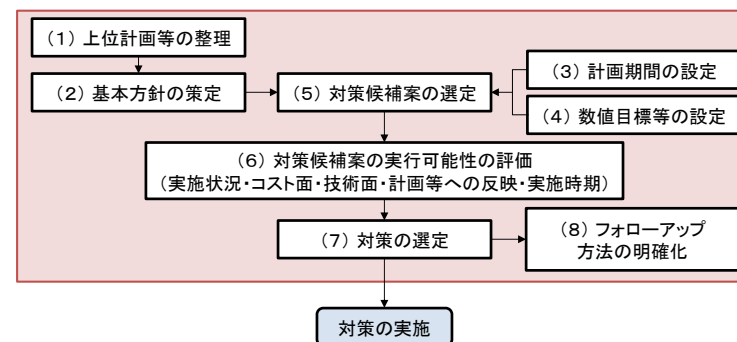 （1）上位計画等の整理
（2）基本方針の策定
（5）対策候補案の選定
（3）計画期間の設定
（4）数値目標等の設定
（6）対策候補案の実行可能性の評価
（実施状況・コスト面・技術面・計画等への反映・実施時期）
（7）対策の選定
（8）フォローアップ
方法の明確化
対策の実施